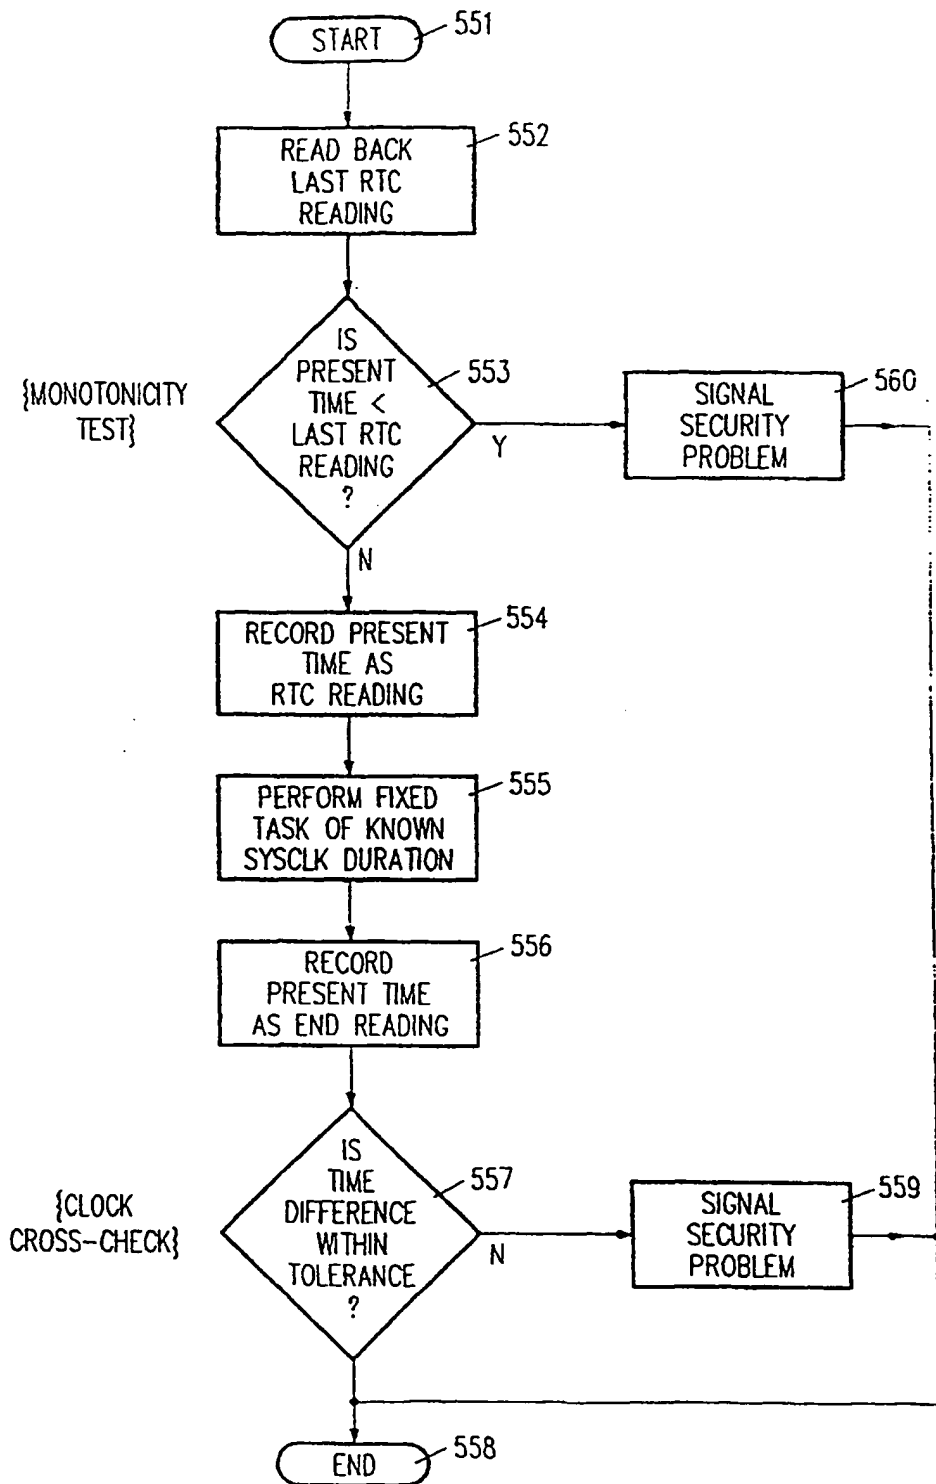 START
551
READ BACK
LAST RTC
READING
552
IS
PRESENT
TIME <
LAST RTC
READING
?
553
{MONOTONICITY
TEST}
Y
SIGNAL
SECURITY
PROBLEM
560
N
RECORD PRESENT
TIME AS
RTC READING
554
PERFORM FIXED
TASK OF KNOWN
SYSCLK DURATION
555
RECORD
PRESENT TIME
AS END READING
556
IS
TIME
DIFFERENCE
WITHIN
TOLERANCE
?
557
{CLOCK
CROSS-CHECK}
N
SIGNAL
SECURITY
PROBLEM
559
END
558